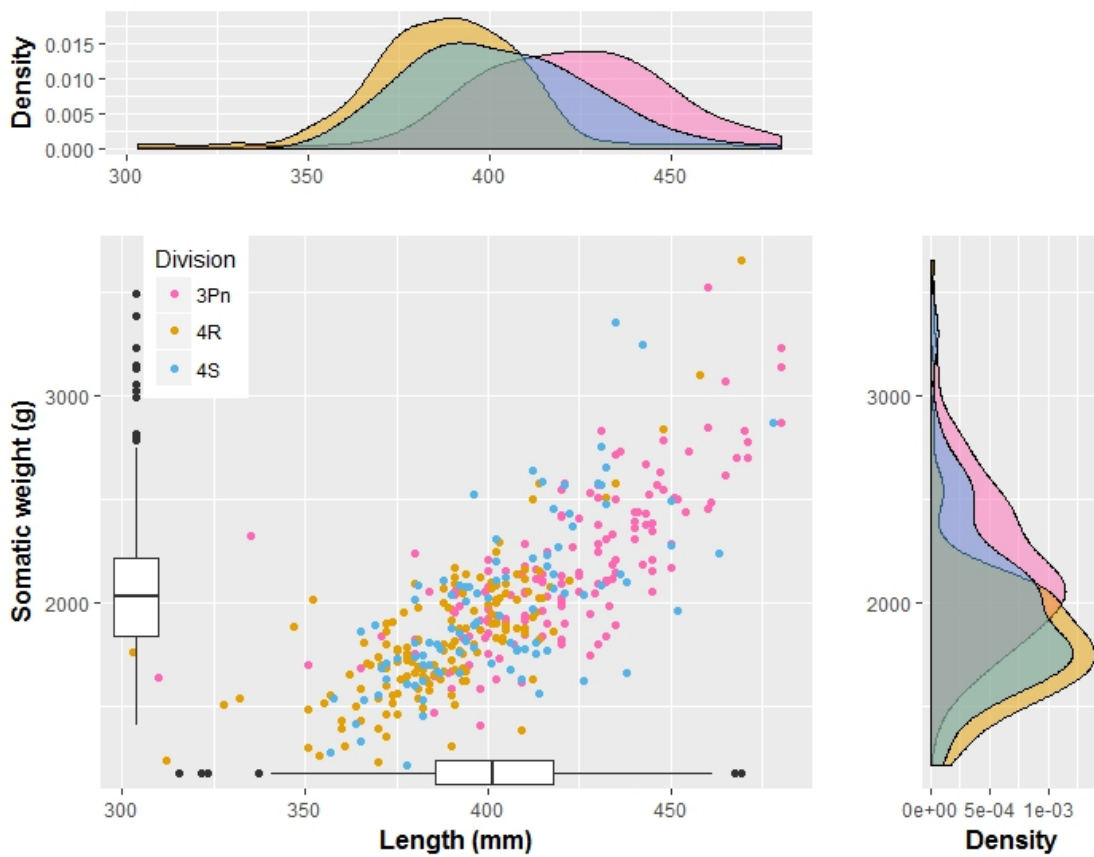 Density
0.015
0.010
0.005
0.000
300 350 400 450
Division
3Pn
4R
4S
Somatic weight (g)
3000
2000
300 350 400 450
Length (mm)
3000
2000
0e+00 5e-04 1e-03
Density